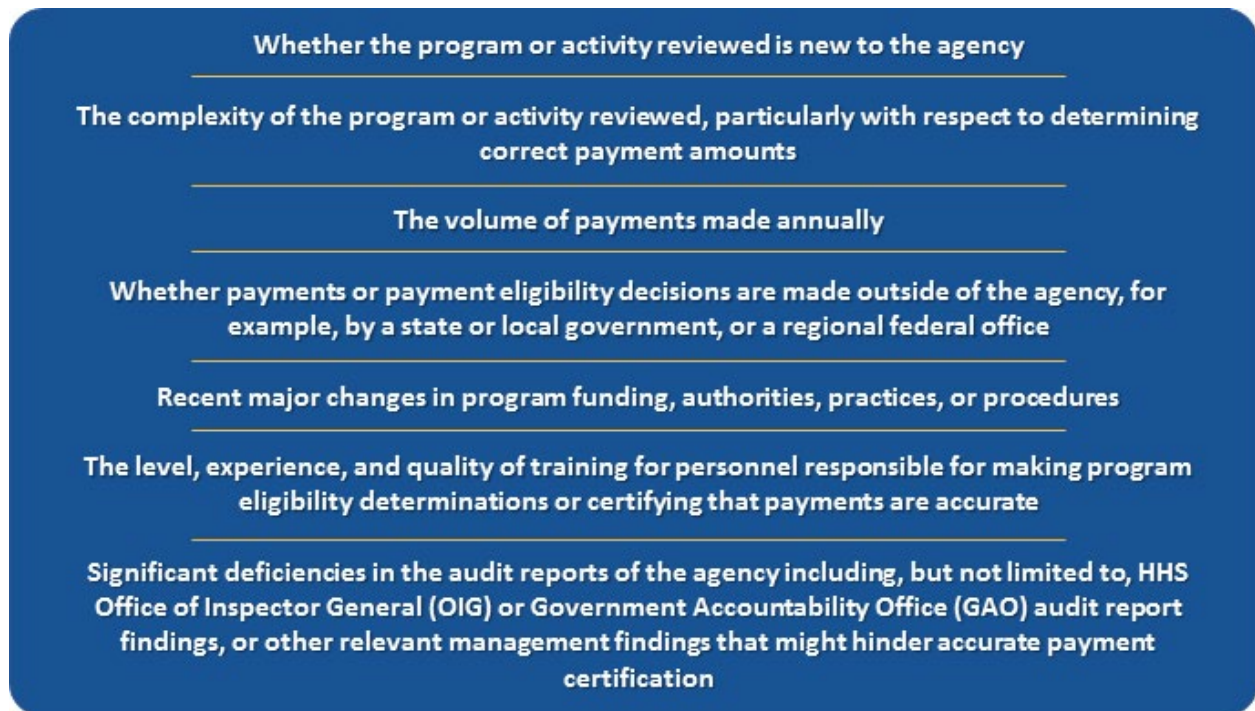 Whether the program or activity reviewed is new to the agency
The complexity of the program or activity reviewed, particularly with respect to determining
correct payment amounts
The volume of payments made annually
Whether payments or payment eligibility decisions are made outside of the agency, for
example, by a state or local government, or a regional federal office
Recent major changes in program funding, authorities, practices, or procedures
The level, experience, and quality of training for personnel responsible for making program
eligibility determinations or certifying that payments are accurate
Significant deficiencies in the audit reports of the agency including, but not limited to, HHS
Office of Inspector General (OIG) or Government Accountability Office (GAO) audit report
findings, or other relevant management findings that might hinder accurate payment
certification